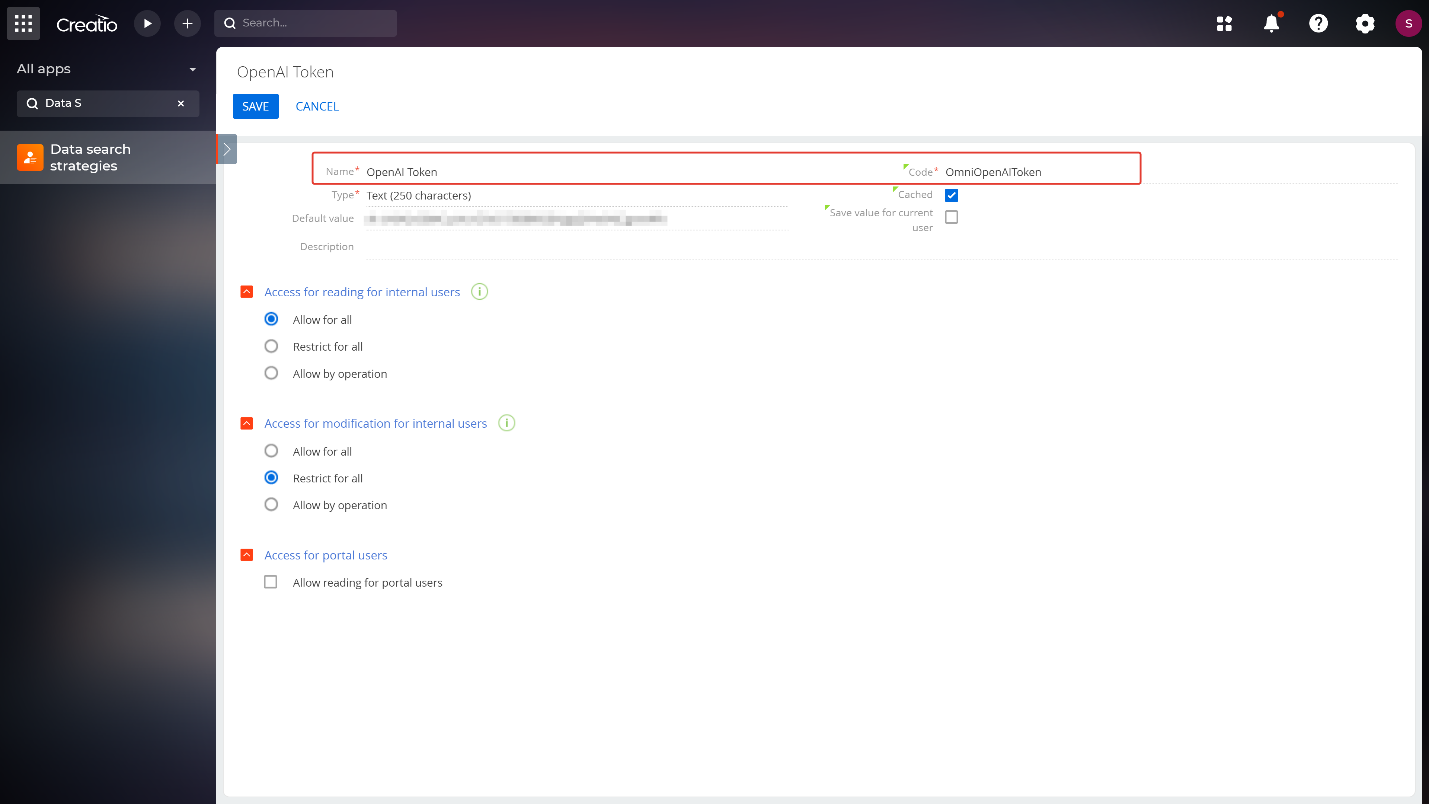 Creatio
Search...
S
All apps
Data S
Data search
strategies
OpenAI Token
SAVE
CANCEL
Name* OpenAI Token
Code* OmniOpenAIToken
Type* Text (250 characters)
Cached
Default value
Save value for current
user
Description
Access for reading for internal users
Allow for all
Restrict for all
Allow by operation
Access for modification for internal users
Allow for all
Restrict for all
Allow by operation
Access for portal users
Allow reading for portal users